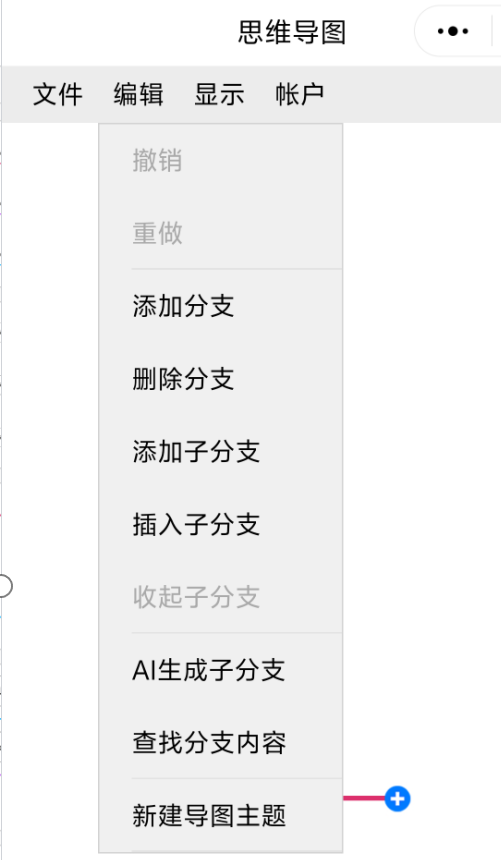 思维导图
文件 编辑 显示 帐户
撤销
重做
添加分支
删除分支
添加子分支
插入子分支
收起子分支
AI生成子分支
查找分支内容
新建导图主题